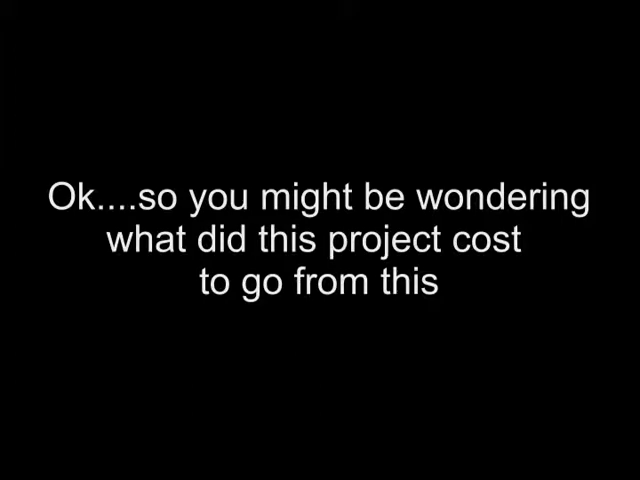 Ok....so you might be wondering
what did this project cost
to go from this